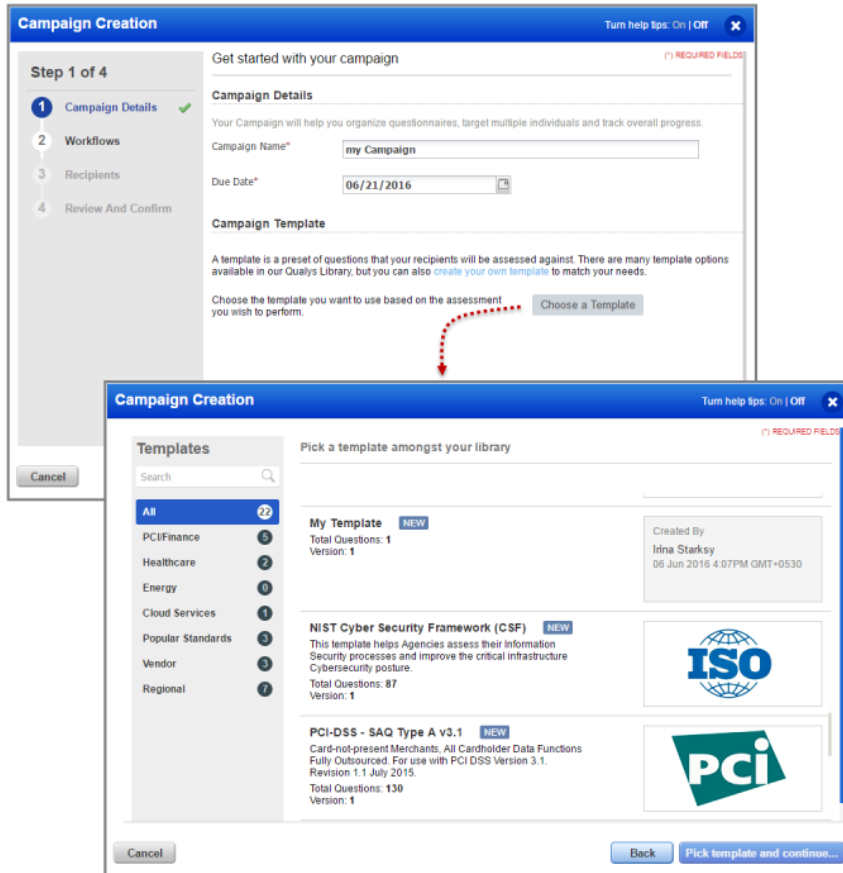 Campaign Creation
Turn help tips: On | Off
Step 1 of 4
1 Campaign Details
2 Workflows
3 Recipients
4 Review And Confirm
Get started with your campaign
(*) REQUIRED FIELDS
Campaign Details
Your Campaign will help you organize questionnaires, target multiple individuals and track overall progress.
Campaign Name*
my Campaign
Due Date*
06/21/2016
Campaign Template
A template is a preset of questions that your recipients will be assessed against. There are many template options
available in our Qualys Library, but you can also create your own template to match your needs.
Choose the template you want to use based on the assessment
you wish to perform.
Choose a Template
Cancel
Campaign Creation
Turn help tips: On | Off
(*) REQUIRED FIELDS
Templates
Search
All 22
PCI/Finance 5
Healthcare 2
Energy 0
Cloud Services 1
Popular Standards 3
Vendor 3
Regional 7
Pick a template amongst your library
My Template NEW
Total Questions: 1
Version: 1
Created By
Irina Starksy
06 Jun 2016 4:07PM GMT+0530
NIST Cyber Security Framework (CSF) NEW
This template helps Agencies assess their Information
Security processes and improve the critical infrastructure
Cybersecurity posture.
Total Questions: 87
Version: 1
ISO
PCI-DSS - SAQ Type A v3.1 NEW
Card-not-present Merchants, All Cardholder Data Functions
Fully Outsourced. For use with PCI DSS Version 3.1.
Revision 1.1 July 2015.
Total Questions: 130
Version: 1
PCi
Cancel
Back
Pick template and continue...